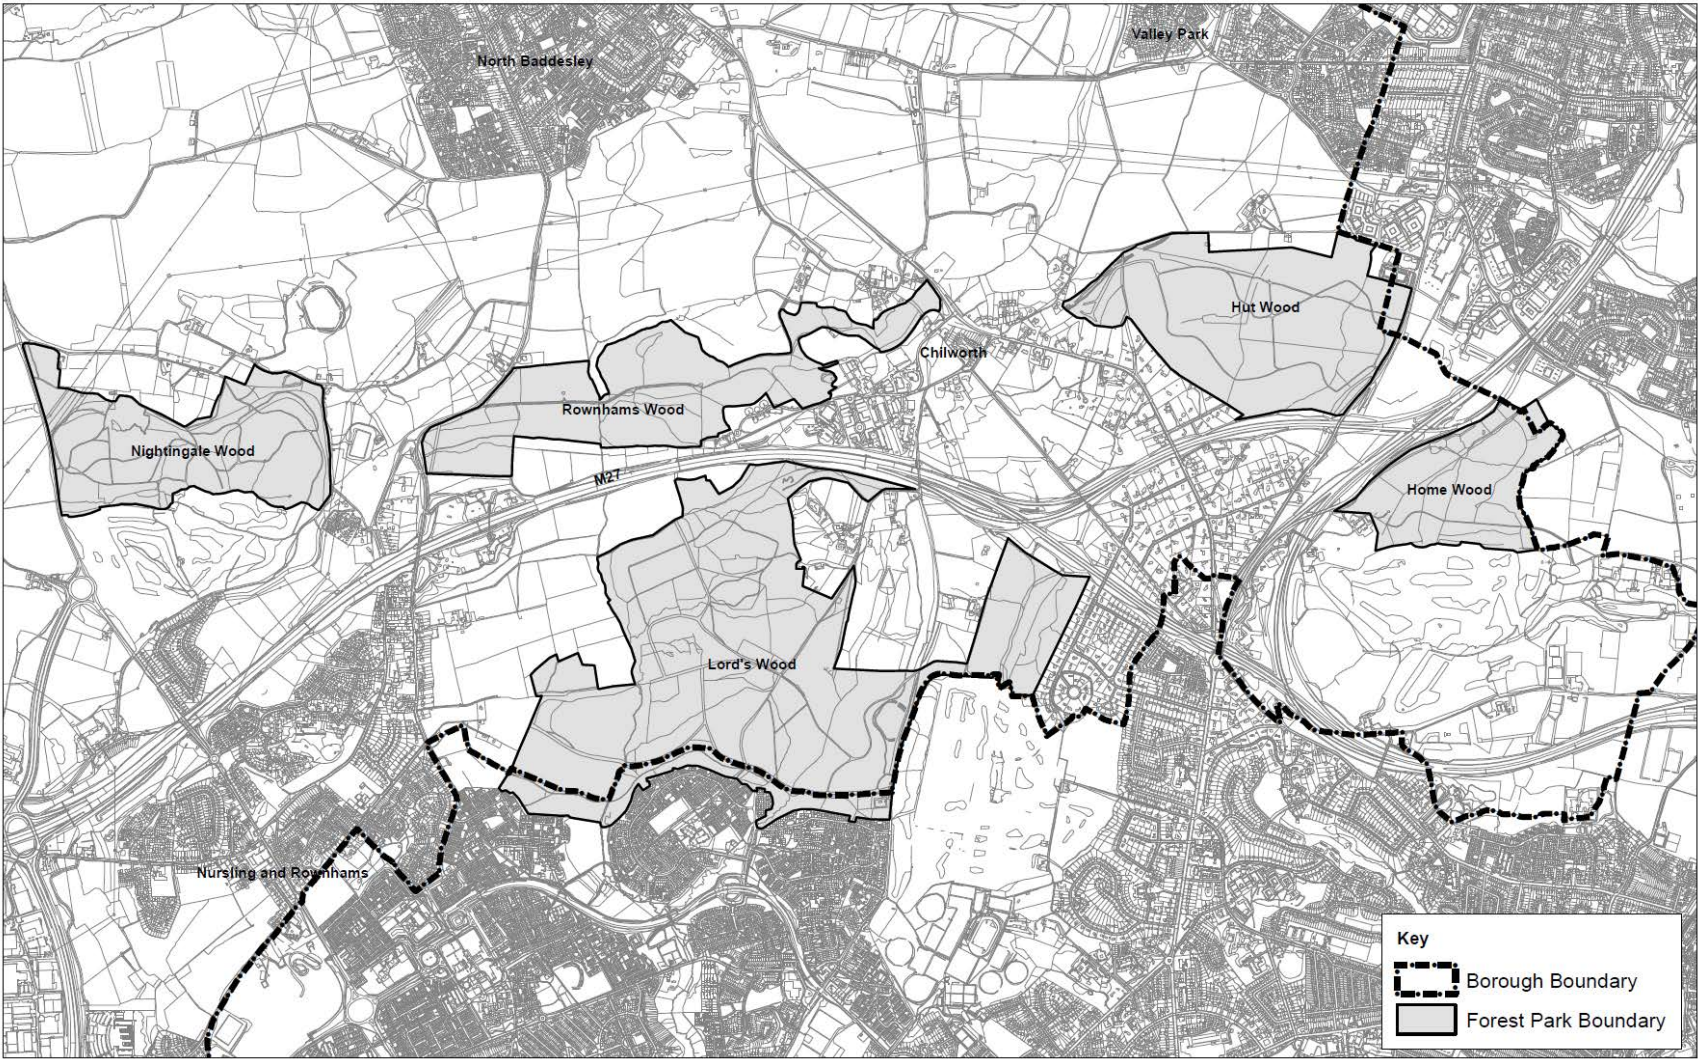 Valley Park
North Baddesley
Hut Wood
Chilworth
Rownhams Wood
Nightingale Wood
M27
Home Wood
Lord's Wood
Nursling and Rownhams
Key
Borough Boundary
Forest Park Boundary